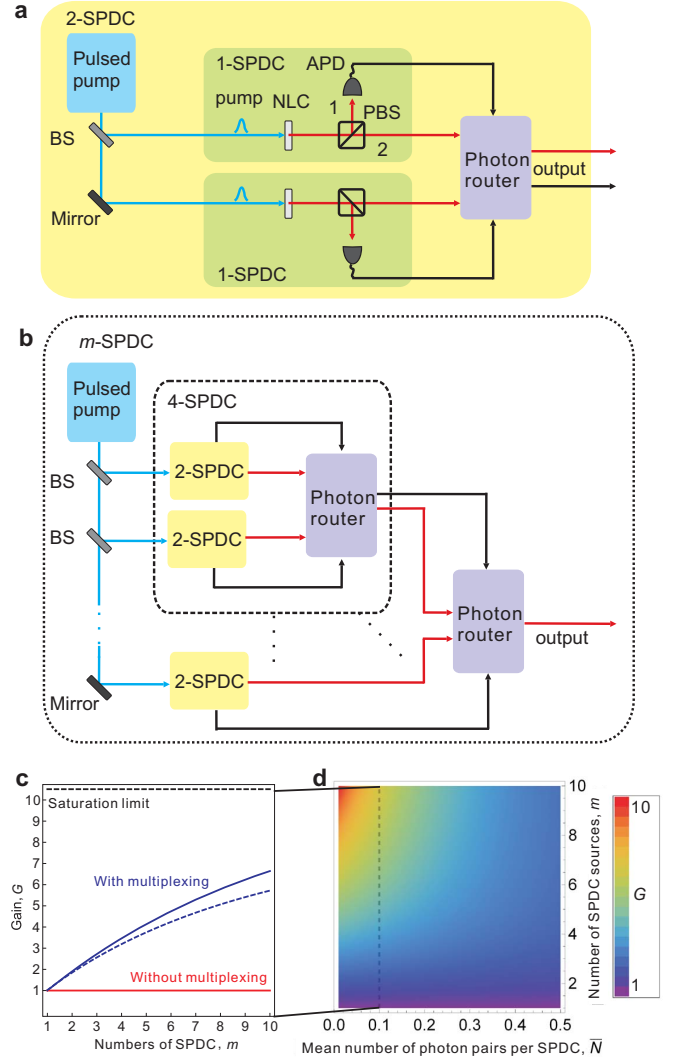 a
2-SPDC
Pulsed
pump
1-SPDC
APD
pump
NLC
1
PBS
BS
2
Photon
router
output
Mirror
1-SPDC
b
m-SPDC
Pulsed
pump
4-SPDC
BS
2-SPDC
Photon
router
BS
2-SPDC
Photon
router
output
Mirror
2-SPDC
c
10
Saturation limit
9
8
7
With multiplexing
6
5
4
3
2
Without multiplexing
1
Gain, G
1 2 3 4 5 6 7 8 9 10
Numbers of SPDC, m
d
10
8
6
4
2
Number of SPDC sources, m
0.0 0.1 0.2 0.3 0.4 0.5
Mean number of photon pairs per SPDC, N̅
10
G
1